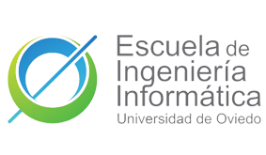 Escuela de
Ingeniería
Informática
Universidad de Oviedo